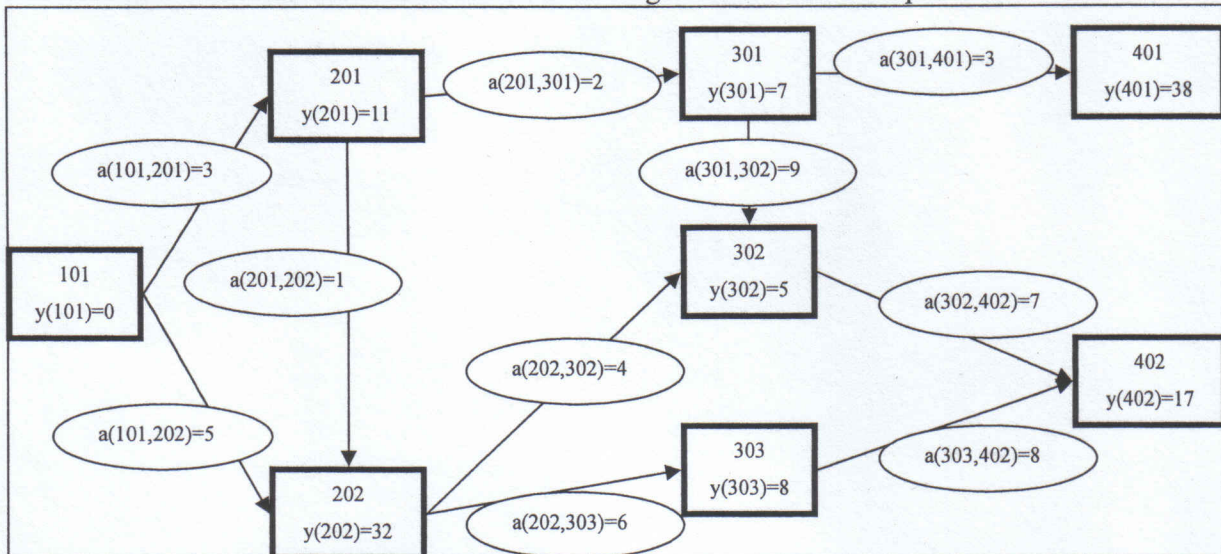 201
y(201)=11
a(201,301)=2
301
y(301)=7
a(301,401)=3
401
y(401)=38
a(101,201)=3
a(301,302)=9
101
y(101)=0
a(201,202)=1
302
y(302)=5
a(302,402)=7
a(202,302)=4
402
y(402)=17
a(101,202)=5
303
y(303)=8
a(303,402)=8
202
y(202)=32
a(202,303)=6